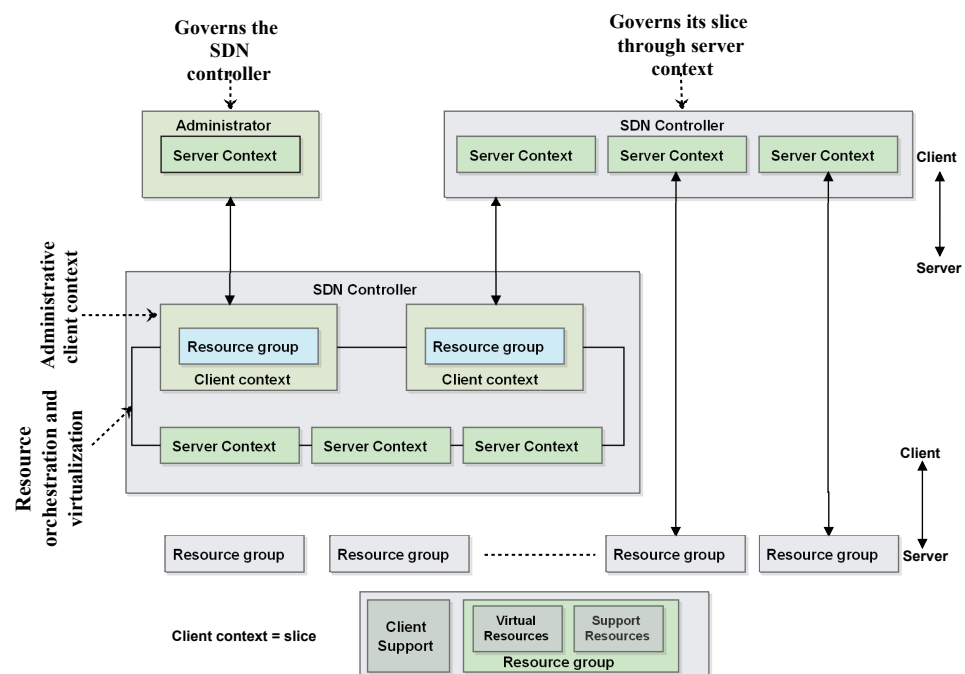 Governs the
SDN
controller
Governs its slice
through server
context
Administrator
Server Context
SDN Controller
Server Context
Server Context
Server Context
Client
Server
Administrative
client context
SDN Controller
Resource group
Client context
Resource group
Client context
Resource
orchestration and
virtualization
Server Context
Server Context
Server Context
Client
Server
Resource group
Resource group
Resource group
Resource group
Client context = slice
Client
Support
Virtual
Resources
Support
Resources
Resource group